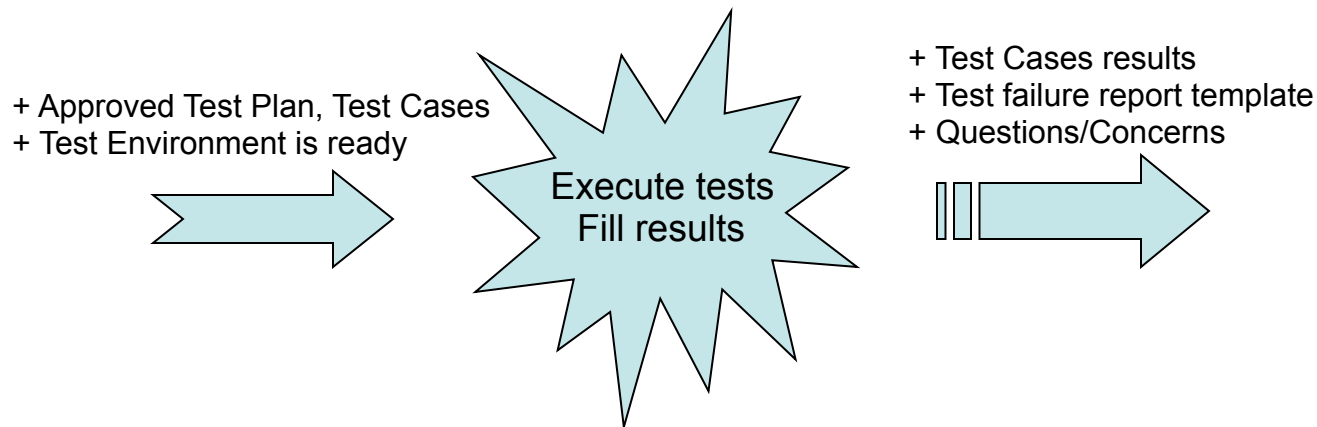 + Approved Test Plan, Test Cases
+ Test Environment is ready
Execute tests
Fill results
+ Test Cases results
+ Test failure report template
+ Questions/Concerns